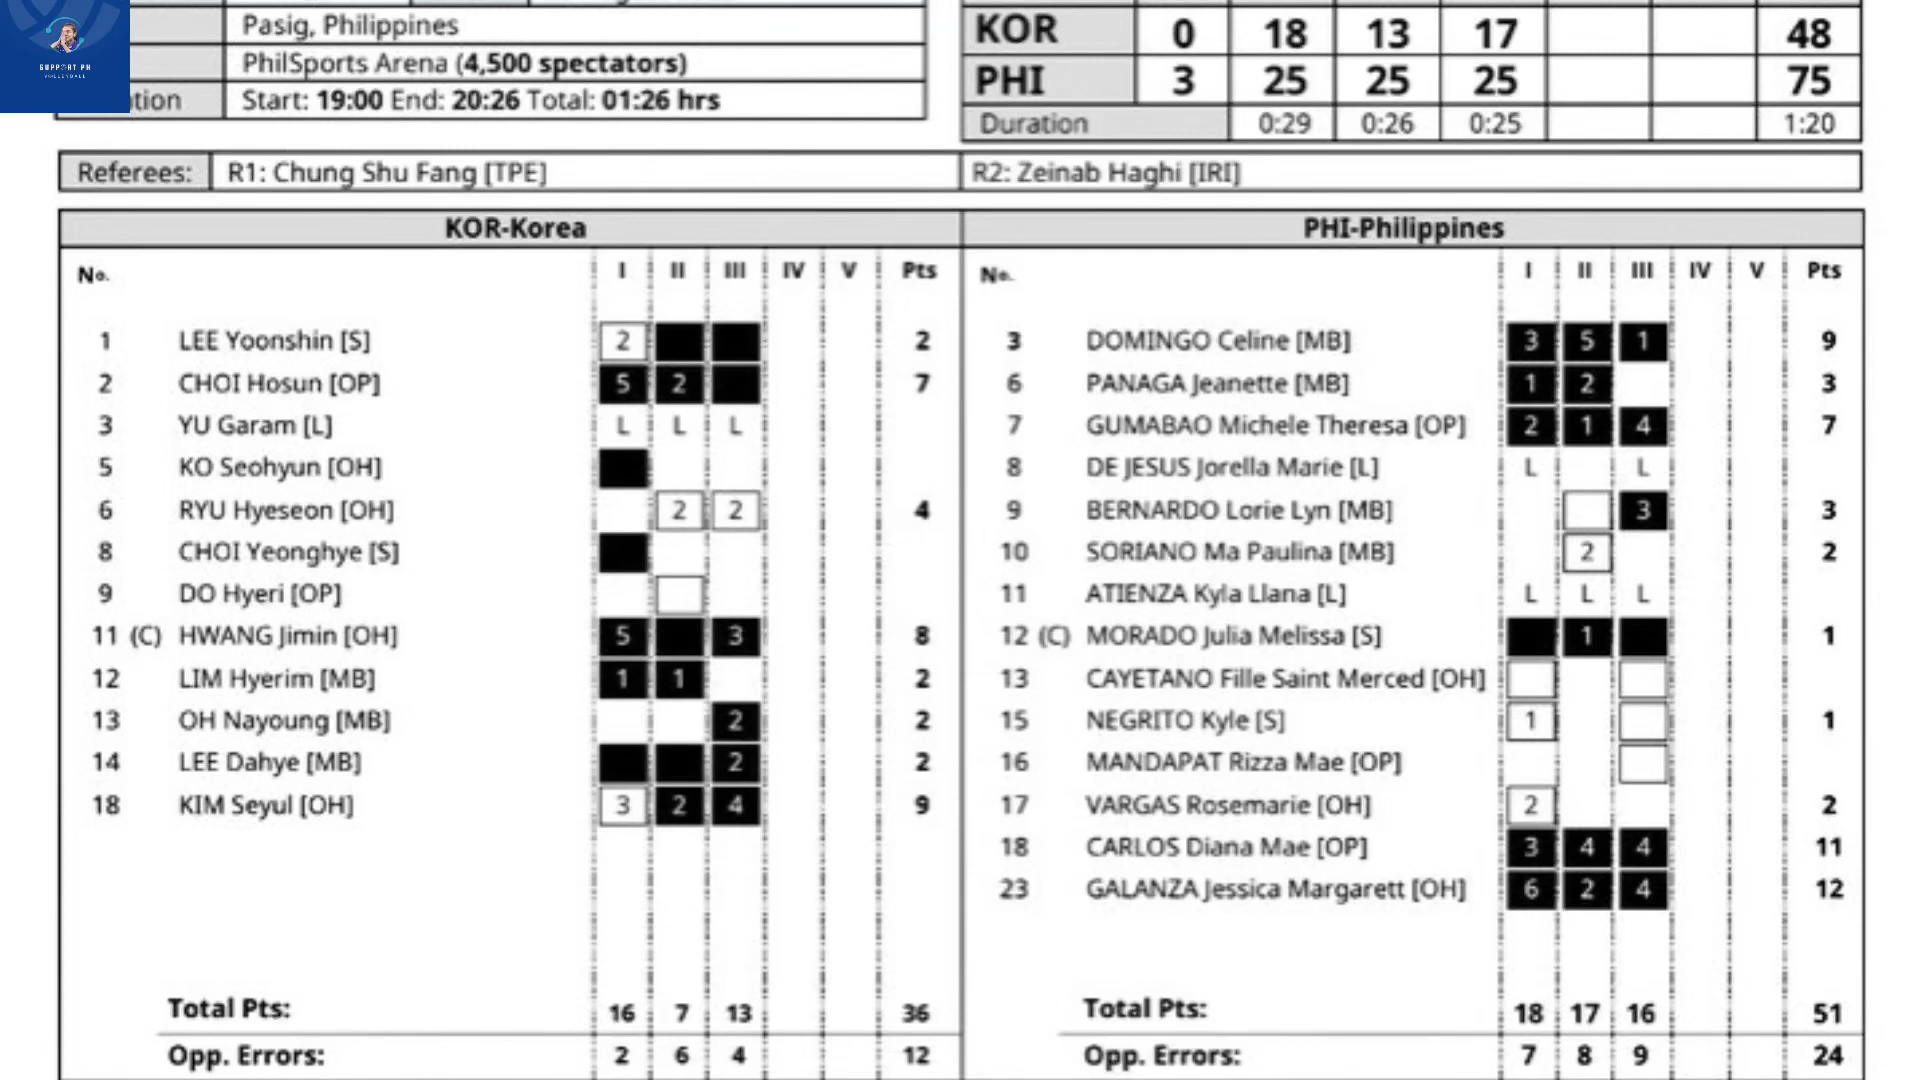 SUPPORT PH
VOLLEYBALL
Pasig, Philippines
PhilSports Arena (4,500 spectators)
Start: 19:00 End: 20:26 Total: 01:26 hrs
KOR 0 18 13 17 48
PHI 3 25 25 25 75
Duration 0:29 0:26 0:25 1:20
Referees: R1: Chung Shu Fang [TPE] R2: Zeinab Haghi [IRI]
KOR-Korea
No. I II III IV V Pts
1 LEE Yoonshin [S] 2 2
2 CHOI Hosun [OP] 5 2 7
3 YU Garam [L] L L L
5 KO Seohyun [OH]
6 RYU Hyeseon [OH] 2 2 4
8 CHOI Yeonghye [S]
9 DO Hyeri [OP]
11 (C) HWANG Jimin [OH] 5 3 8
12 LIM Hyerim [MB] 1 1 2
13 OH Nayoung [MB] 2 2
14 LEE Dahye [MB] 2 2
18 KIM Seyul [OH] 3 2 4 9
Total Pts: 16 7 13 36
Opp. Errors: 2 6 4 12
PHI-Philippines
No. I II III IV V Pts
3 DOMINGO Celine [MB] 3 5 1 9
6 PANAGA Jeanette [MB] 1 2 3
7 GUMABAO Michele Theresa [OP] 2 1 4 7
8 DE JESUS Jorella Marie [L] L L
9 BERNARDO Lorie Lyn [MB] 3 3
10 SORIANO Ma Paulina [MB] 2 2
11 ATIENZA Kyla Llana [L] L L L
12 (C) MORADO Julia Melissa [S] 1 1
13 CAYETANO Fille Saint Merced [OH]
15 NEGRITO Kyle [S] 1 1
16 MANDAPAT Rizza Mae [OP]
17 VARGAS Rosemarie [OH] 2 2
18 CARLOS Diana Mae [OP] 3 4 4 11
23 GALANZA Jessica Margarett [OH] 6 2 4 12
Total Pts: 18 17 16 51
Opp. Errors: 7 8 9 24